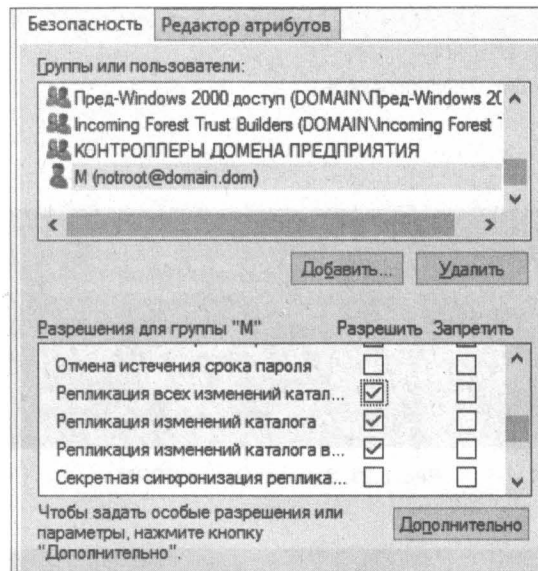 Безопасность Редактор атрибутов
Группы или пользователи:
Пред-Windows 2000 доступ (DOMAIN\Пред-Windows 20
Incoming Forest Trust Builders (DOMAIN\Incoming Forest
КОНТРОЛЛЕРЫ ДОМЕНА ПРЕДПРИЯТИЯ
M (notroot@domain.dom)
Добавить... Удалить
Разрешения для группы "M" Разрешить Запретить
Отмена истечения срока пароля
Репликация всех изменений катал...
Репликация изменений каталога
Репликация изменений каталога в...
Секретная синхронизация реплика...
Чтобы задать особые разрешения или
параметры, нажмите кнопку
"Дополнительно".
Дополнительно